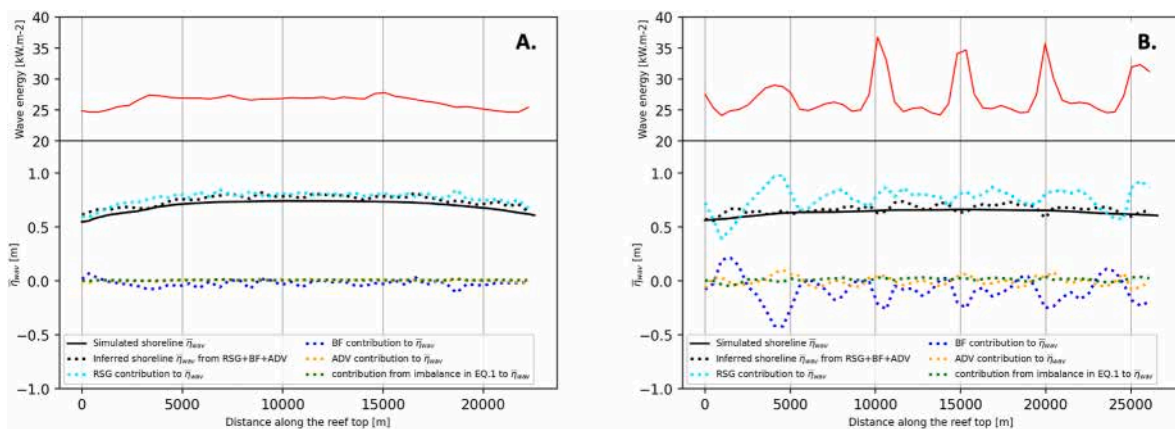 A.
Wave energy [kW.m-2]
40
35
30
25
20
1.0
0.5
0.0
−0.5
−1.0
η̅wav [m]
Simulated shoreline η̅wav
Inferred shoreline η̅wav from RSG+BF+ADV
RSG contribution to η̅wav
BF contribution to η̅wav
ADV contribution to η̅wav
contribution from imbalance in EQ.1 to η̅wav
0 5000 10000 15000 20000
Distance along the reef top [m]
B.
Wave energy [kW.m-2]
40
35
30
25
20
1.0
0.5
0.0
−0.5
−1.0
η̅wav [m]
Simulated shoreline η̅wav
Inferred shoreline η̅wav from RSG+BF+ADV
RSG contribution to η̅wav
BF contribution to η̅wav
ADV contribution to η̅wav
contribution from imbalance in EQ.1 to η̅wav
0 5000 10000 15000 20000 25000
Distance along the reef top [m]